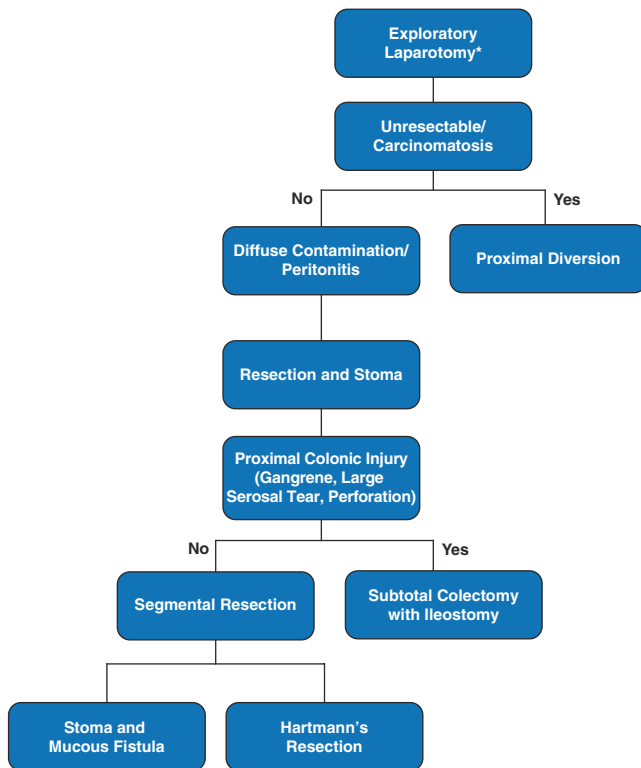 Exploratory
Laparotomy*
Unresectable/
Carcinomatosis
No
Yes
Diffuse Contamination/
Peritonitis
Proximal Diversion
Resection and Stoma
Proximal Colonic Injury
(Gangrene, Large
Serosal Tear, Perforation)
No
Yes
Segmental Resection
Subtotal Colectomy
with Ileostomy
Stoma and
Mucous Fistula
Hartmann's
Resection